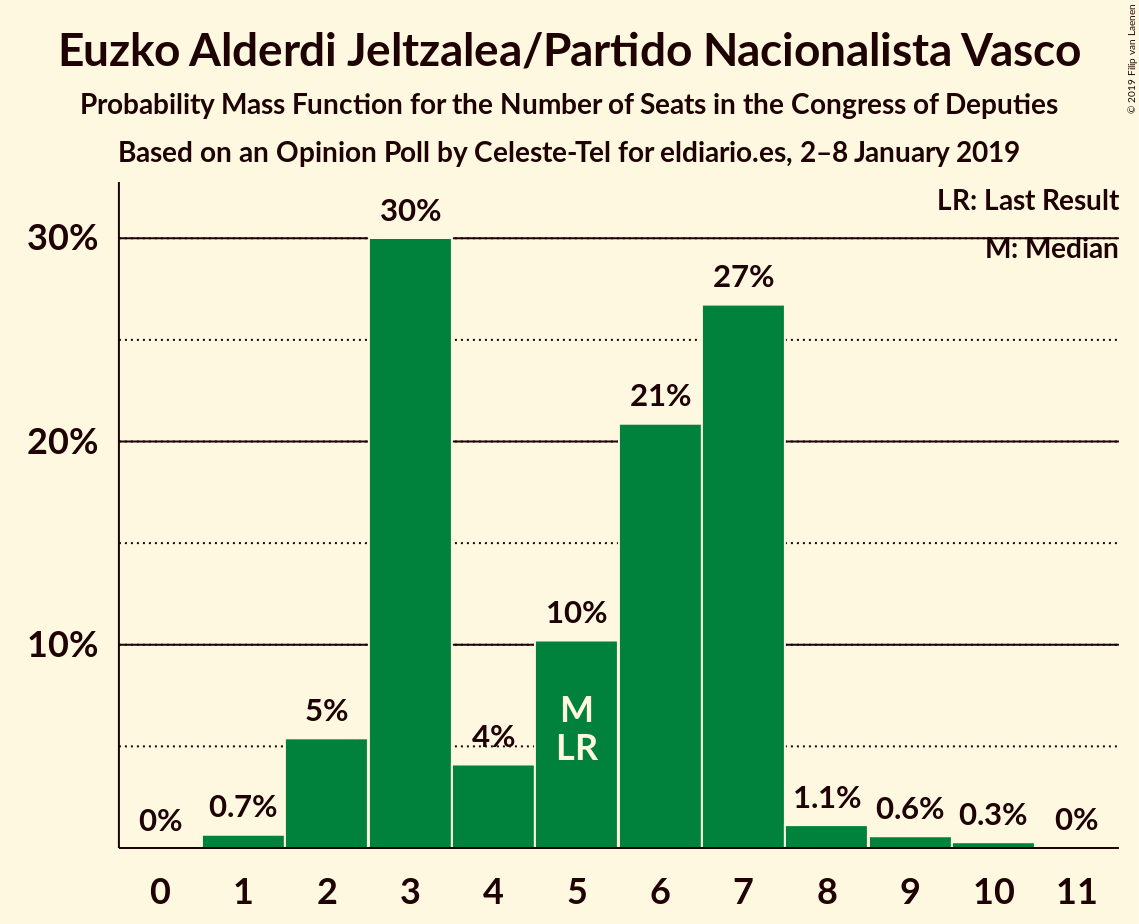 Euzko Alderdi Jeltzalea/Partido Nacionalista Vasco
Probability Mass Function for the Number of Seats in the Congress of Deputies
Based on an Opinion Poll by Celeste-Tel for eldiario.es, 2–8 January 2019
© 2019 Filip van Laenen
LR: Last Result
M: Median
30%
20%
10%
0%
0.7%
5%
30%
4%
10%
21%
27%
1.1%
0.6%
0.3%
0%
M
LR
0 1 2 3 4 5 6 7 8 9 10 11